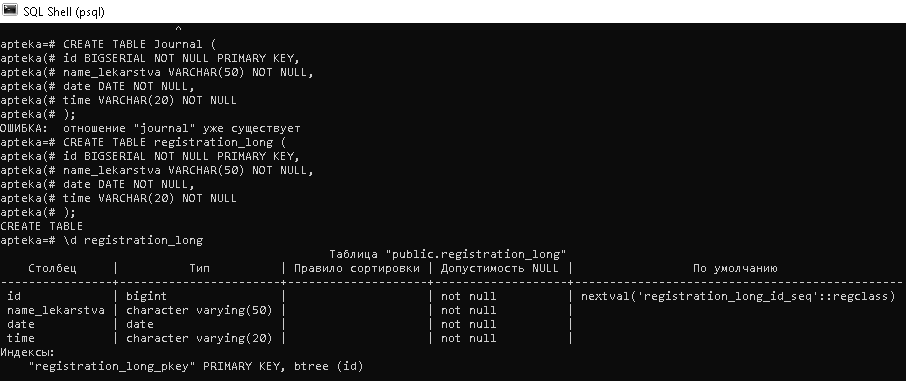 SQL Shell (psql)
^
apteka=# CREATE TABLE Journal (
apteka(# id BIGSERIAL NOT NULL PRIMARY KEY,
apteka(# name_lekarstva VARCHAR(50) NOT NULL,
apteka(# date DATE NOT NULL,
apteka(# time VARCHAR(20) NOT NULL
apteka(# );
ОШИБКА:  отношение "journal" уже существует
apteka=# CREATE TABLE registration_long (
apteka(# id BIGSERIAL NOT NULL PRIMARY KEY,
apteka(# name_lekarstva VARCHAR(50) NOT NULL,
apteka(# date DATE NOT NULL,
apteka(# time VARCHAR(20) NOT NULL
apteka(# );
CREATE TABLE
apteka=# \d registration_long
Таблица "public.registration_long"
Столбец | Тип | Правило сортировки | Допустимость NULL | По умолчанию
----------------+-----------------------+--------------------+-------------------+-----------------------------------------------
id | bigint | | not null | nextval('registration_long_id_seq'::regclass)
name_lekarstva | character varying(50) | | not null |
date | date | | not null |
time | character varying(20) | | not null |
Индексы:
"registration_long_pkey" PRIMARY KEY, btree (id)